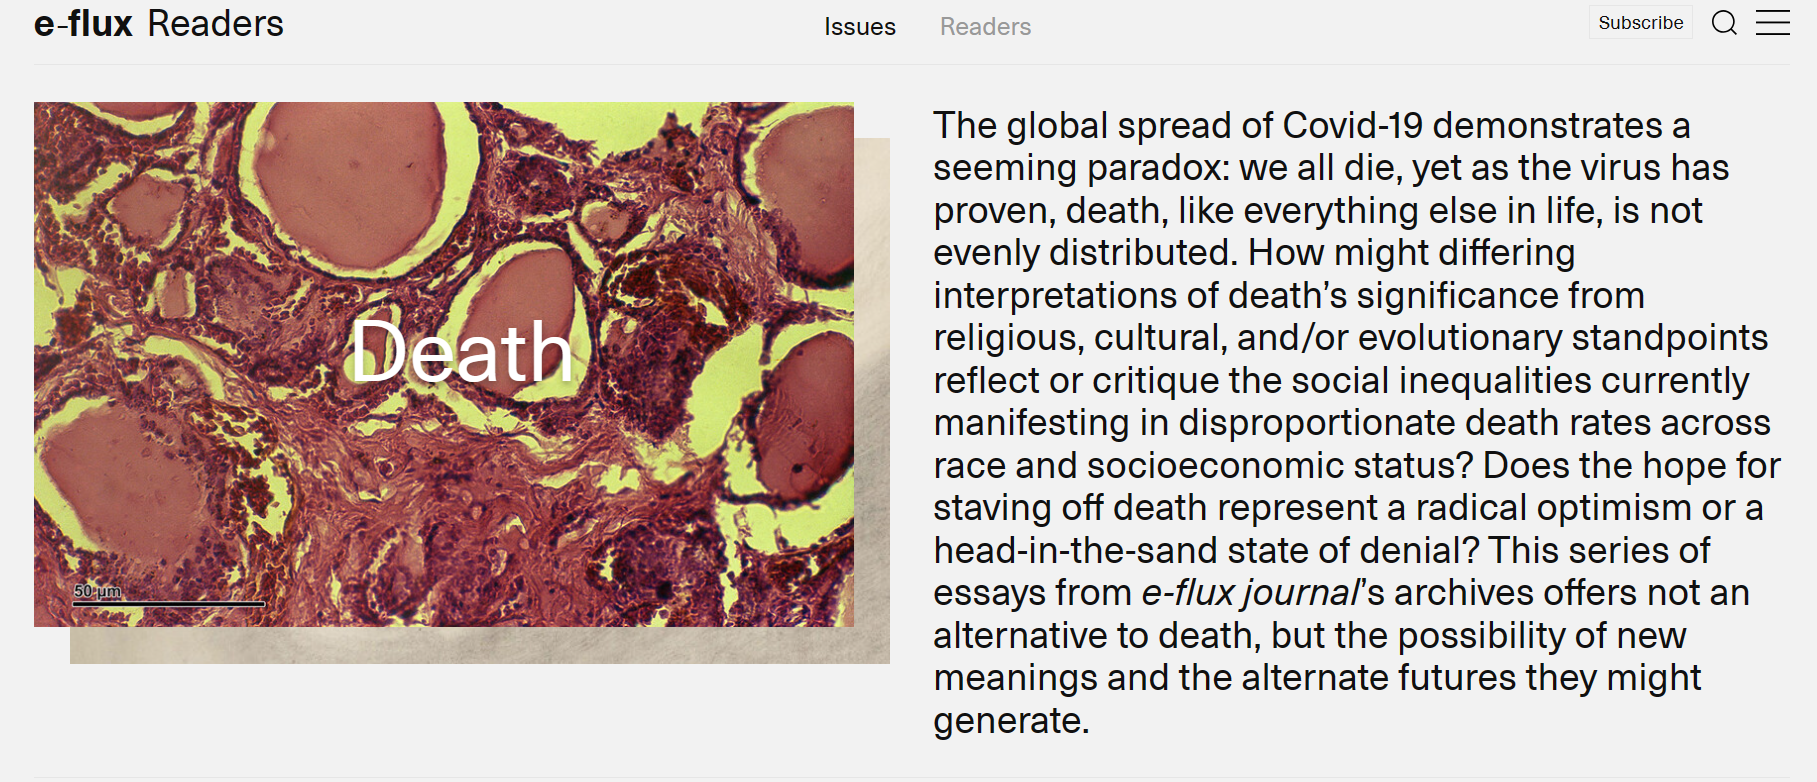 e-flux Readers
Issues
Readers
Subscribe
Death
50 µm
The global spread of Covid-19 demonstrates a
seeming paradox: we all die, yet as the virus has
proven, death, like everything else in life, is not
evenly distributed. How might differing
interpretations of death’s significance from
religious, cultural, and/or evolutionary standpoints
reflect or critique the social inequalities currently
manifesting in disproportionate death rates across
race and socioeconomic status? Does the hope for
staving off death represent a radical optimism or a
head-in-the-sand state of denial? This series of
essays from e-flux journal’s archives offers not an
alternative to death, but the possibility of new
meanings and the alternate futures they might
generate.